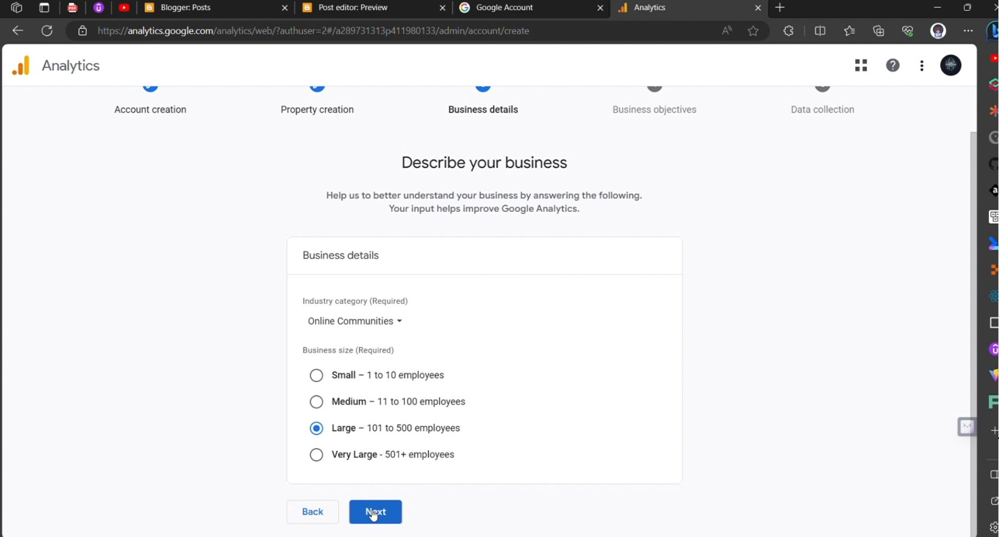 Blogger: Posts
Post editor: Preview
Google Account
Analytics
https://analytics.google.com/analytics/web/?authuser=2#/a289731313p411980133/admin/account/create
Analytics
Account creation
Property creation
Business details
Business objectives
Data collection
Describe your business
Help us to better understand your business by answering the following.
Your input helps improve Google Analytics.
Business details
Industry category (Required)
Online Communities
Business size (Required)
Small – 1 to 10 employees
Medium – 11 to 100 employees
Large – 101 to 500 employees
Very Large - 501+ employees
Back
Next